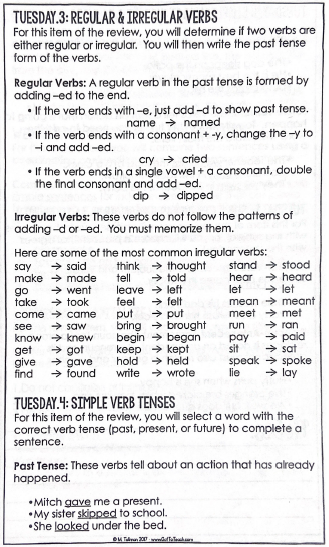 TUESDAY.3: REGULAR & IRREGULAR VERBS
For this item of the review, you will determine if two verbs are
either regular or irregular. You will then write the past tense
form of the verbs.
Regular Verbs: A regular verb in the past tense is formed by
adding –ed to the end.
• If the verb ends with –e, just add –d to show past tense.
name → named
• If the verb ends with a consonant + -y, change the –y to
–i and add –ed.
cry → cried
• If the verb ends in a single vowel + a consonant, double
the final consonant and add –ed.
dip → dipped
Irregular Verbs: These verbs do not follow the patterns of
adding –d or –ed. You must memorize them.
Here are some of the most common irregular verbs:
say → said think → thought stand → stood
make → made tell → told hear → heard
go → went leave → left let → let
take → took feel → felt mean → meant
come → came put → put meet → met
see → saw bring → brought run → ran
know → knew begin → began pay → paid
get → got keep → kept sit → sat
give → gave hold → held speak → spoke
find → found write → wrote lie → lay
TUESDAY.4: SIMPLE VERB TENSES
For this item of the review, you will select a word with the
correct verb tense (past, present, or future) to complete a
sentence.
Past Tense: These verbs tell about an action that has already
happened.
•Mitch gave me a present.
•My sister skipped to school.
•She looked under the bed.
© M. Tallman 2017 - www.GotToTeach.com